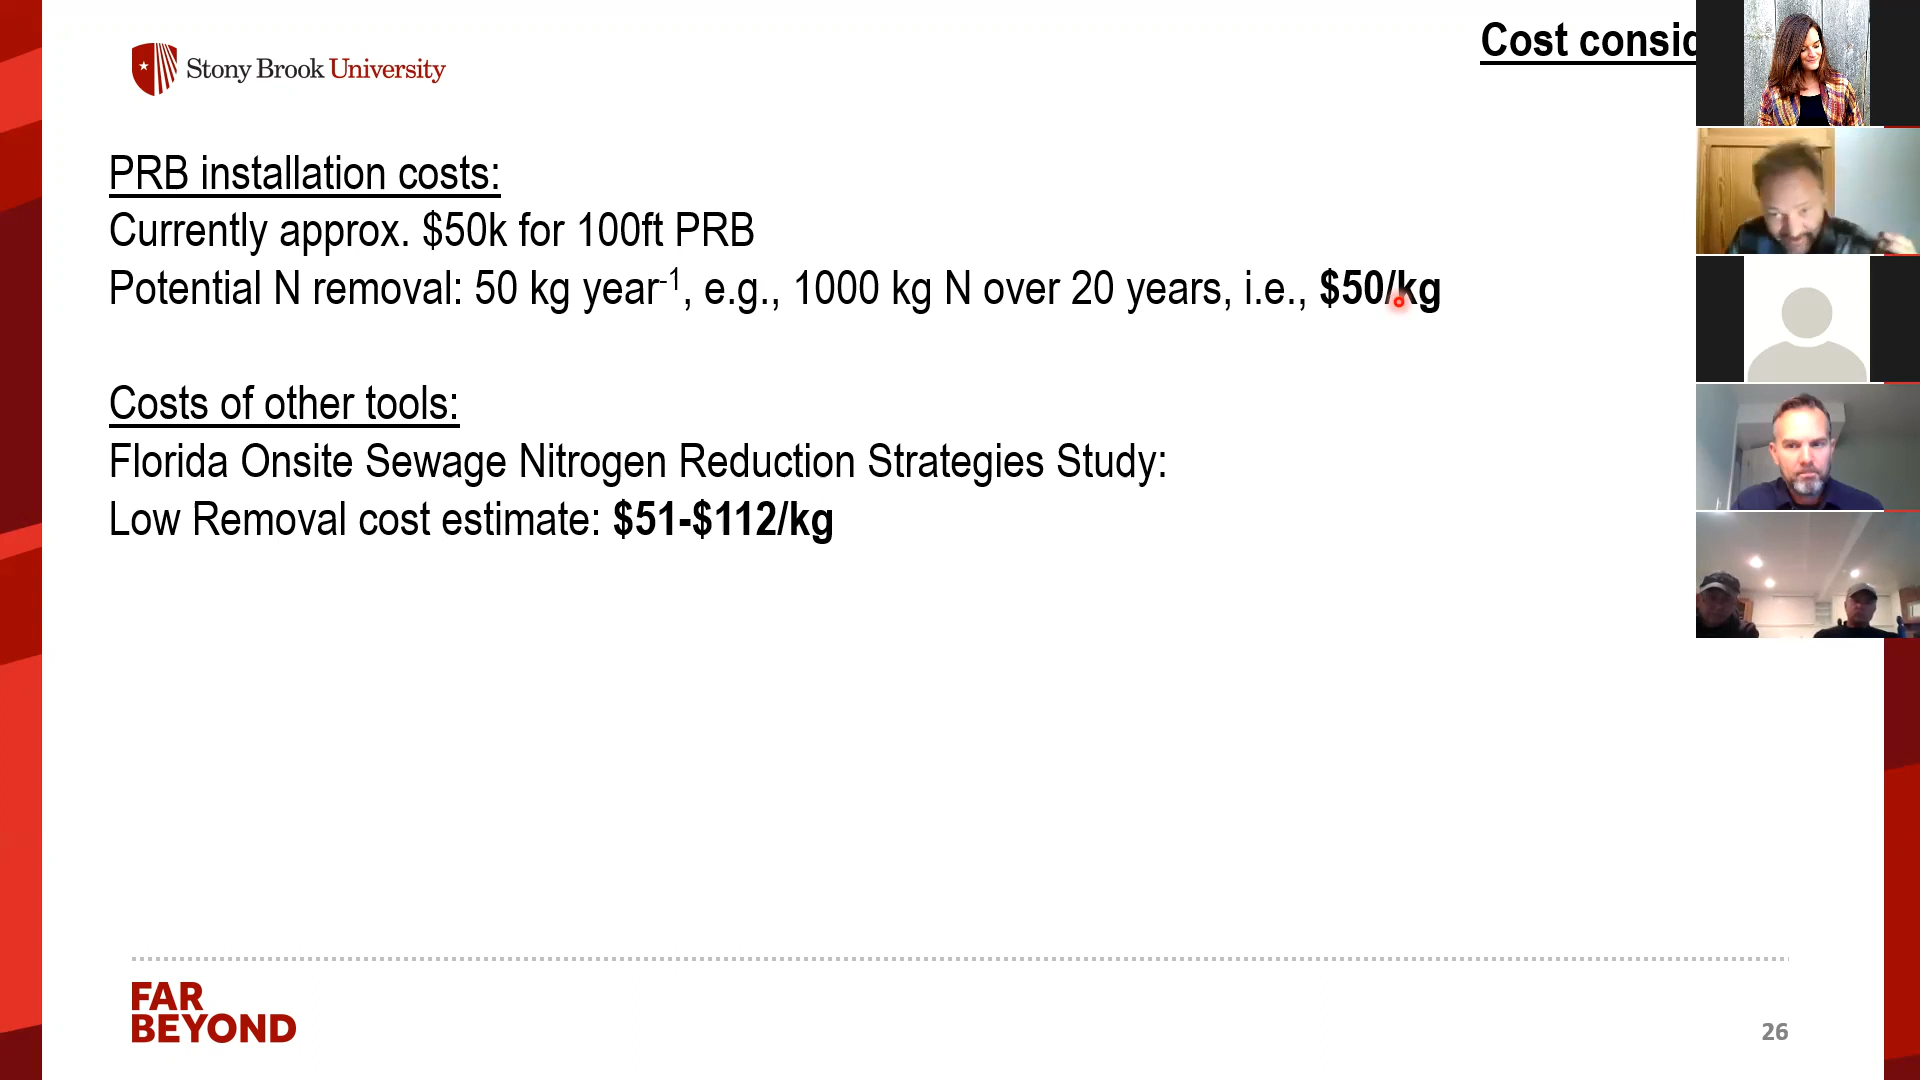 Stony Brook University
Cost consid
PRB installation costs:
Currently approx. $50k for 100ft PRB
Potential N removal: 50 kg year-1, e.g., 1000 kg N over 20 years, i.e., $50/kg
Costs of other tools:
Florida Onsite Sewage Nitrogen Reduction Strategies Study:
Low Removal cost estimate: $51-$112/kg
FAR
BEYOND
26